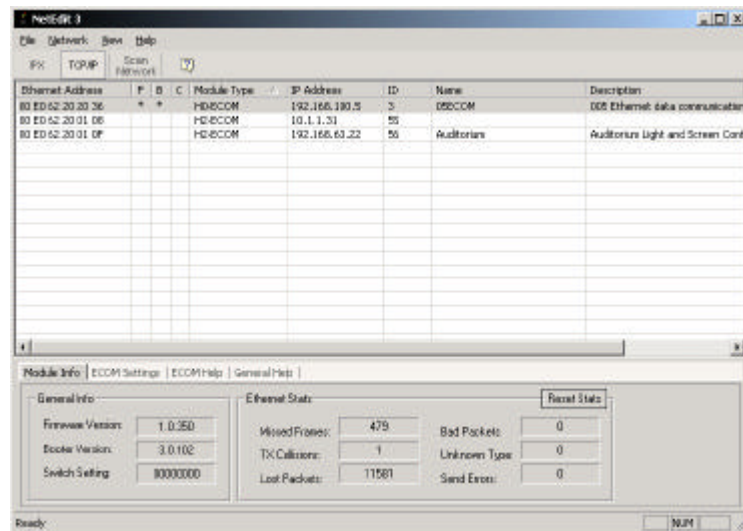 NetEdit 3
File Network View Help
IPX TCP/IP Scan Network
Ethernet Address F B C Module Type IP Address ID Name Description
00 E0 62 20 20 36 * * H0-ECOM 192.168.100.5 3 05ECOM 005 Ethernet data communication
00 E0 62 20 01 08 H2-ECOM 10.1.1.31 55
00 E0 62 20 01 0F H2-ECOM 192.168.63.22 56 Auditorium Auditorium Light and Screen Cont
Module Info ECOM Settings ECOM Help General Help
General Info Ethernet Stats Reset Stats
Firmware Version: 1.0.350 Missed Frames: 479 Bad Packets: 0
Booter Version: 3.0.102 TX Collisions: 1 Unknown Type: 0
Switch Setting: 00000000 Lost Packets: 11581 Send Errors: 0
Ready NUM